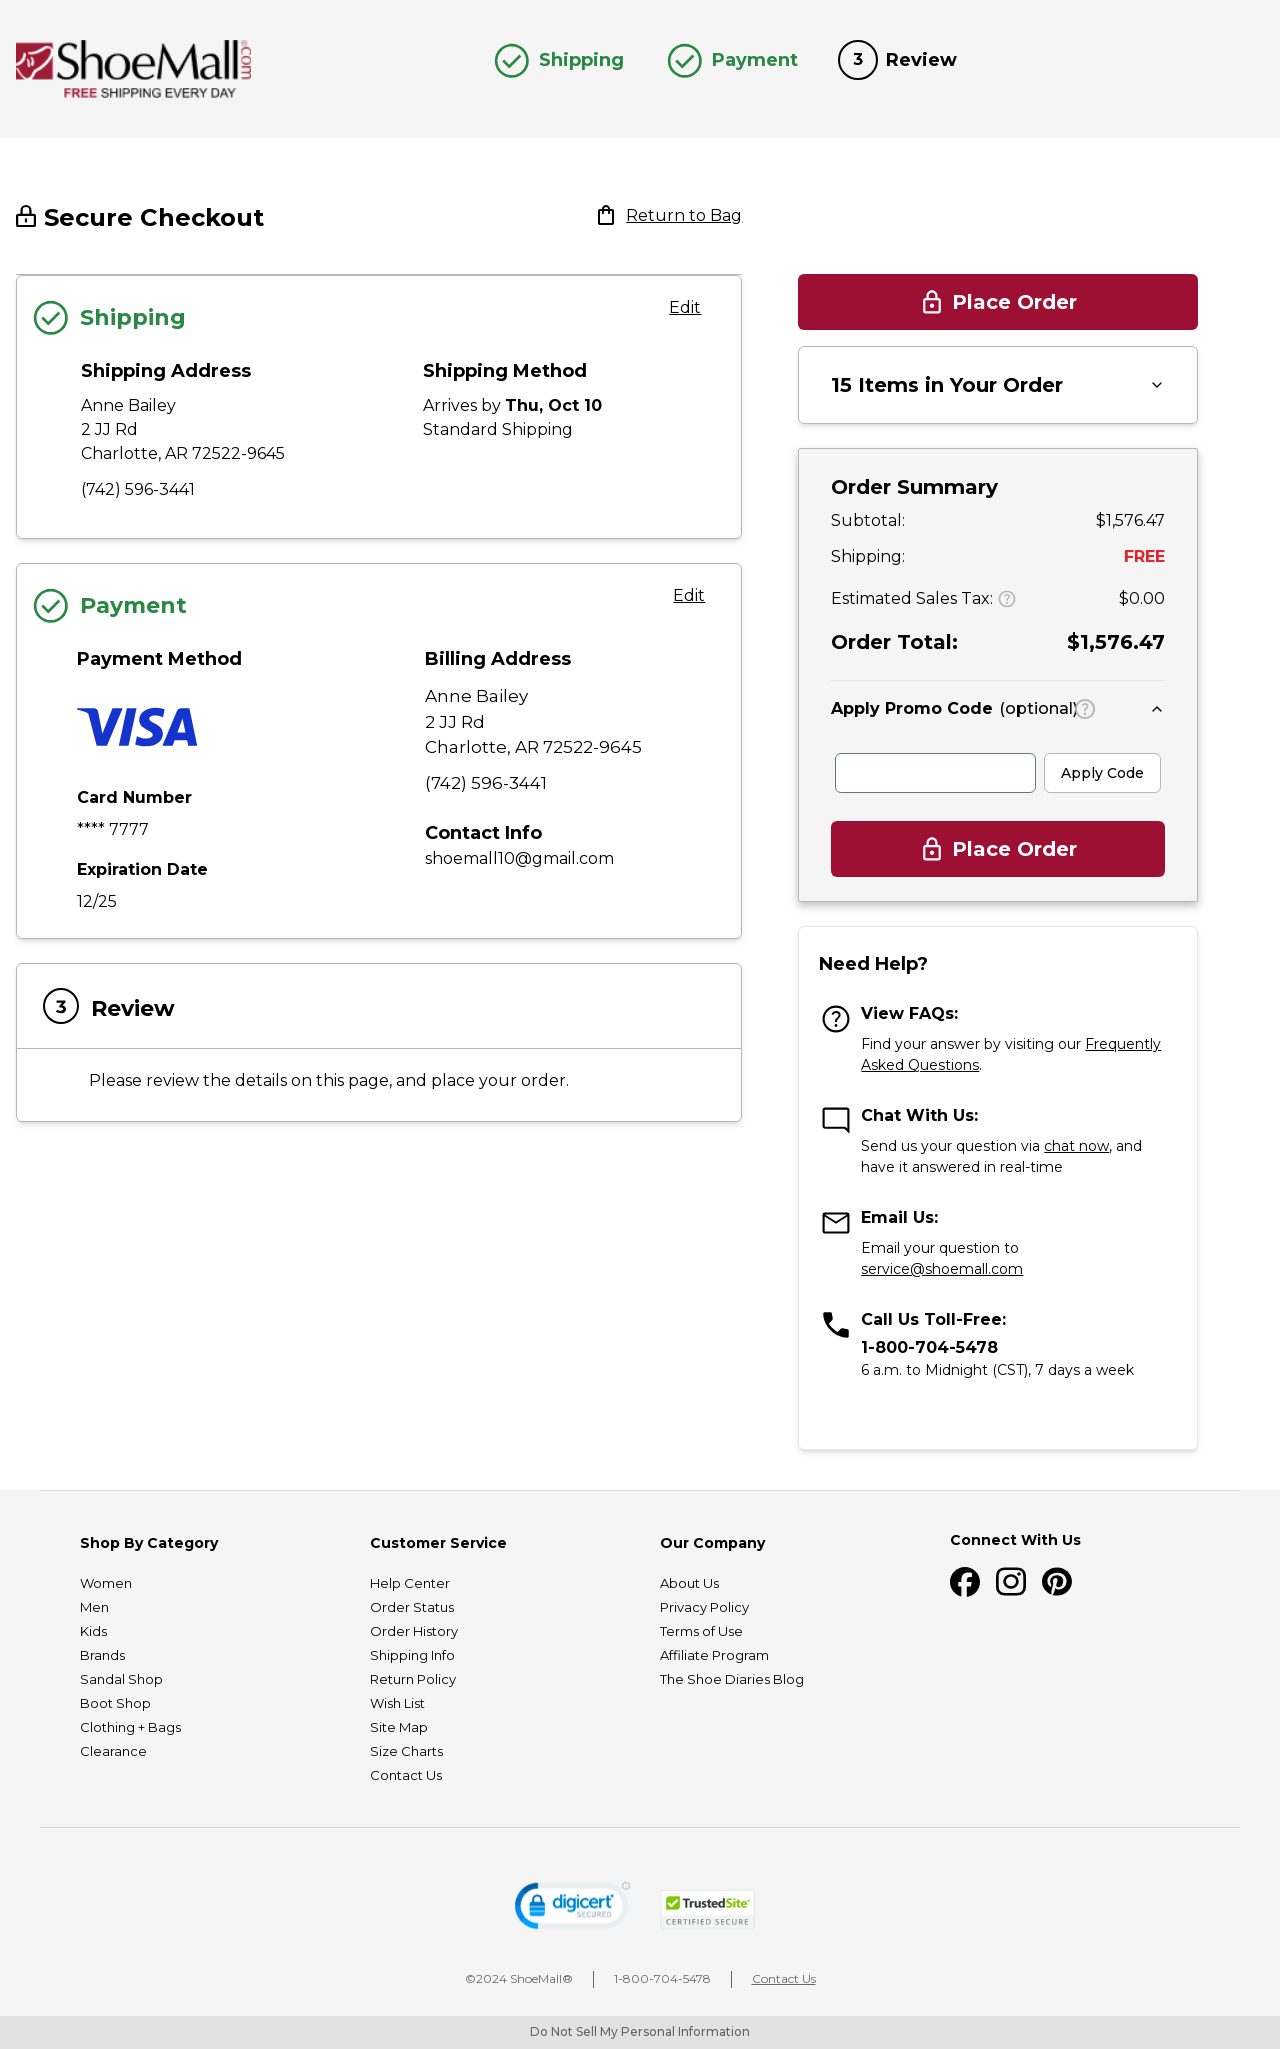 ShoeMall®.com
FREE SHIPPING EVERY DAY
Shipping
Payment
3 Review
Secure Checkout
Return to Bag
Shipping
Edit
Shipping Address
Anne Bailey
2 JJ Rd
Charlotte, AR 72522-9645
(742) 596-3441
Shipping Method
Arrives by Thu, Oct 10
Standard Shipping
Payment
Edit
Payment Method
VISA
Card Number
**** 7777
Expiration Date
12/25
Billing Address
Anne Bailey
2 JJ Rd
Charlotte, AR 72522-9645
(742) 596-3441
Contact Info
shoemall10@gmail.com
3 Review
Please review the details on this page, and place your order.
Place Order
15 Items in Your Order
Order Summary
Subtotal: $1,576.47
Shipping: FREE
Estimated Sales Tax: ? $0.00
Order Total: $1,576.47
Apply Promo Code (optional) ?
Apply Code
Place Order
Need Help?
View FAQs:
Find your answer by visiting our Frequently
Asked Questions.
Chat With Us:
Send us your question via chat now, and
have it answered in real-time
Email Us:
Email your question to
service@shoemall.com
Call Us Toll-Free:
1-800-704-5478
6 a.m. to Midnight (CST), 7 days a week
Shop By Category
Women
Men
Kids
Brands
Sandal Shop
Boot Shop
Clothing + Bags
Clearance
Customer Service
Help Center
Order Status
Order History
Shipping Info
Return Policy
Wish List
Site Map
Size Charts
Contact Us
Our Company
About Us
Privacy Policy
Terms of Use
Affiliate Program
The Shoe Diaries Blog
Connect With Us
digicert
SECURED
TrustedSite
CERTIFIED SECURE
©2024 ShoeMall®
1-800-704-5478
Contact Us
Do Not Sell My Personal Information